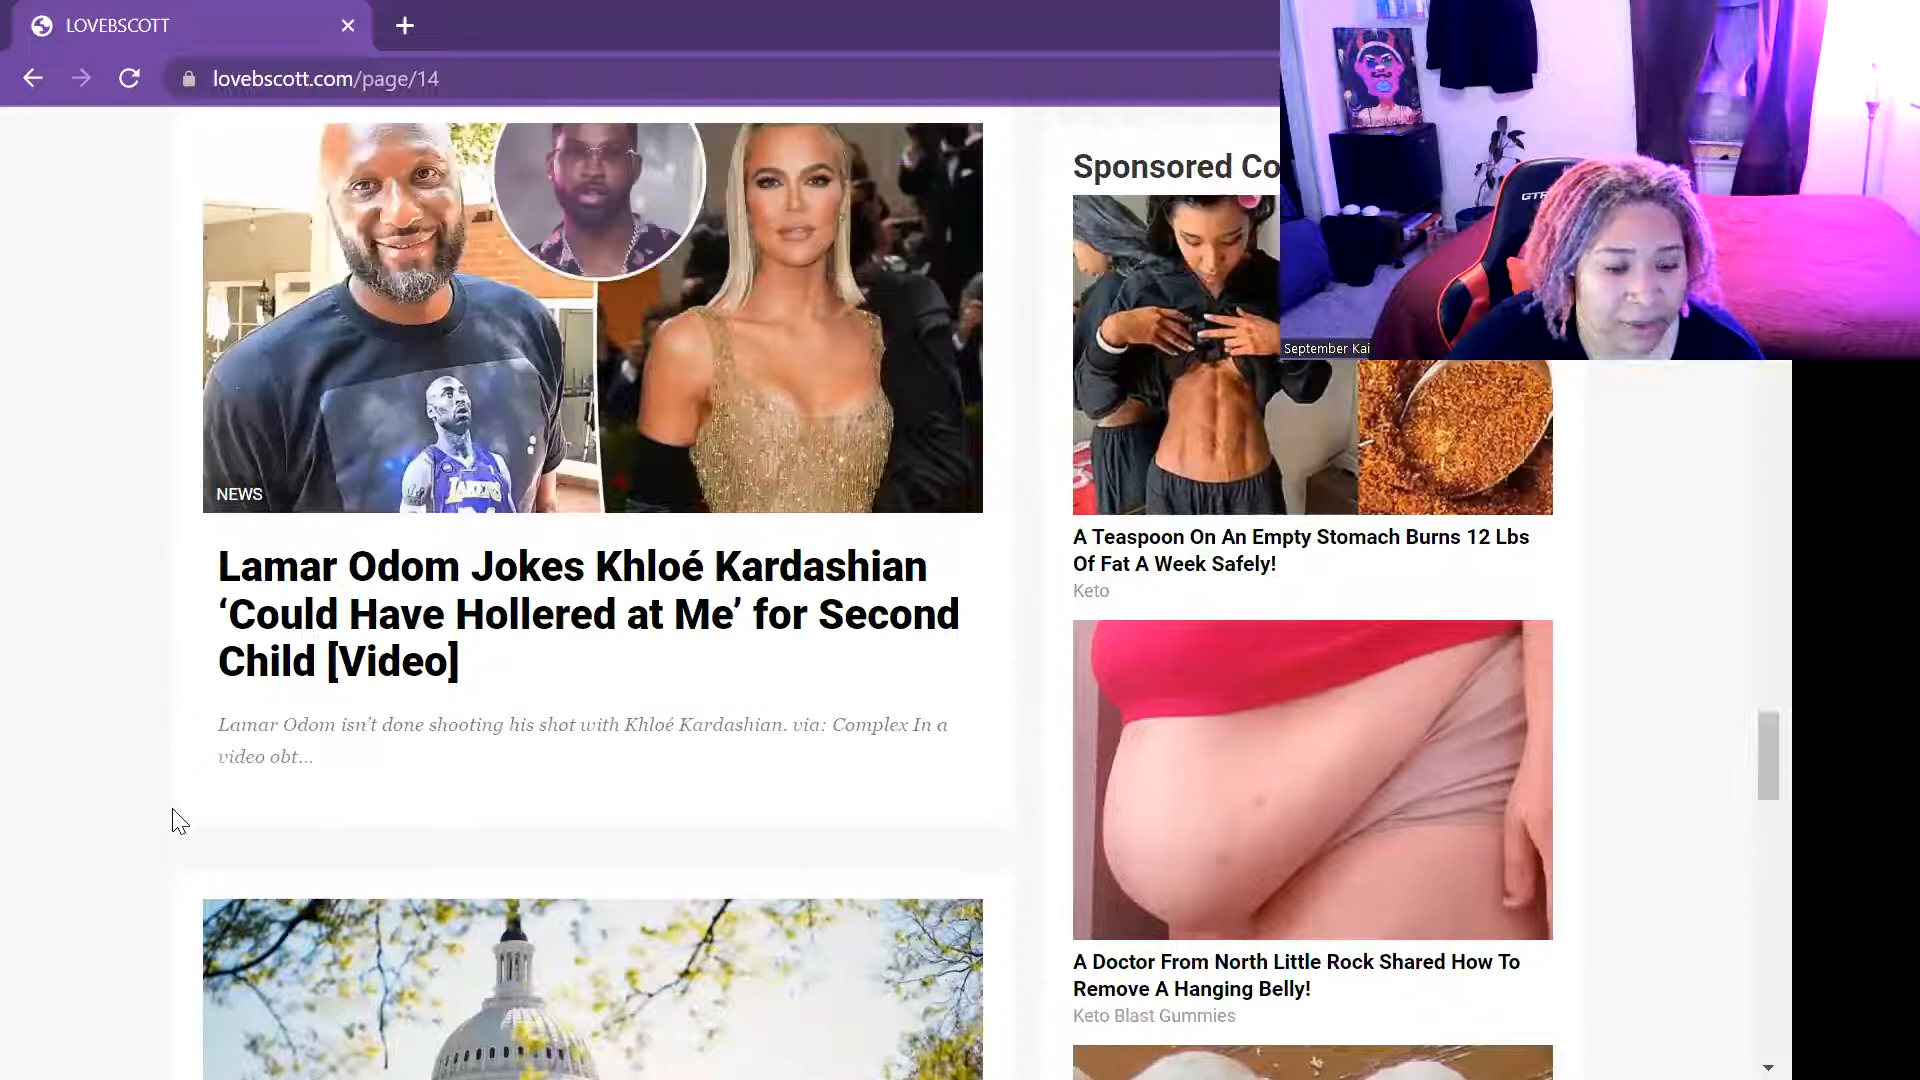 LOVEBSCOTT
lovebscott.com/page/14
NEWS
Lamar Odom Jokes Khloé Kardashian
‘Could Have Hollered at Me’ for Second
Child [Video]
Lamar Odom isn’t done shooting his shot with Khloé Kardashian. via: Complex In a
video obt...
LAKERS
Sponsored Co
A Teaspoon On An Empty Stomach Burns 12 Lbs
Of Fat A Week Safely!
Keto
A Doctor From North Little Rock Shared How To
Remove A Hanging Belly!
Keto Blast Gummies
September Kai